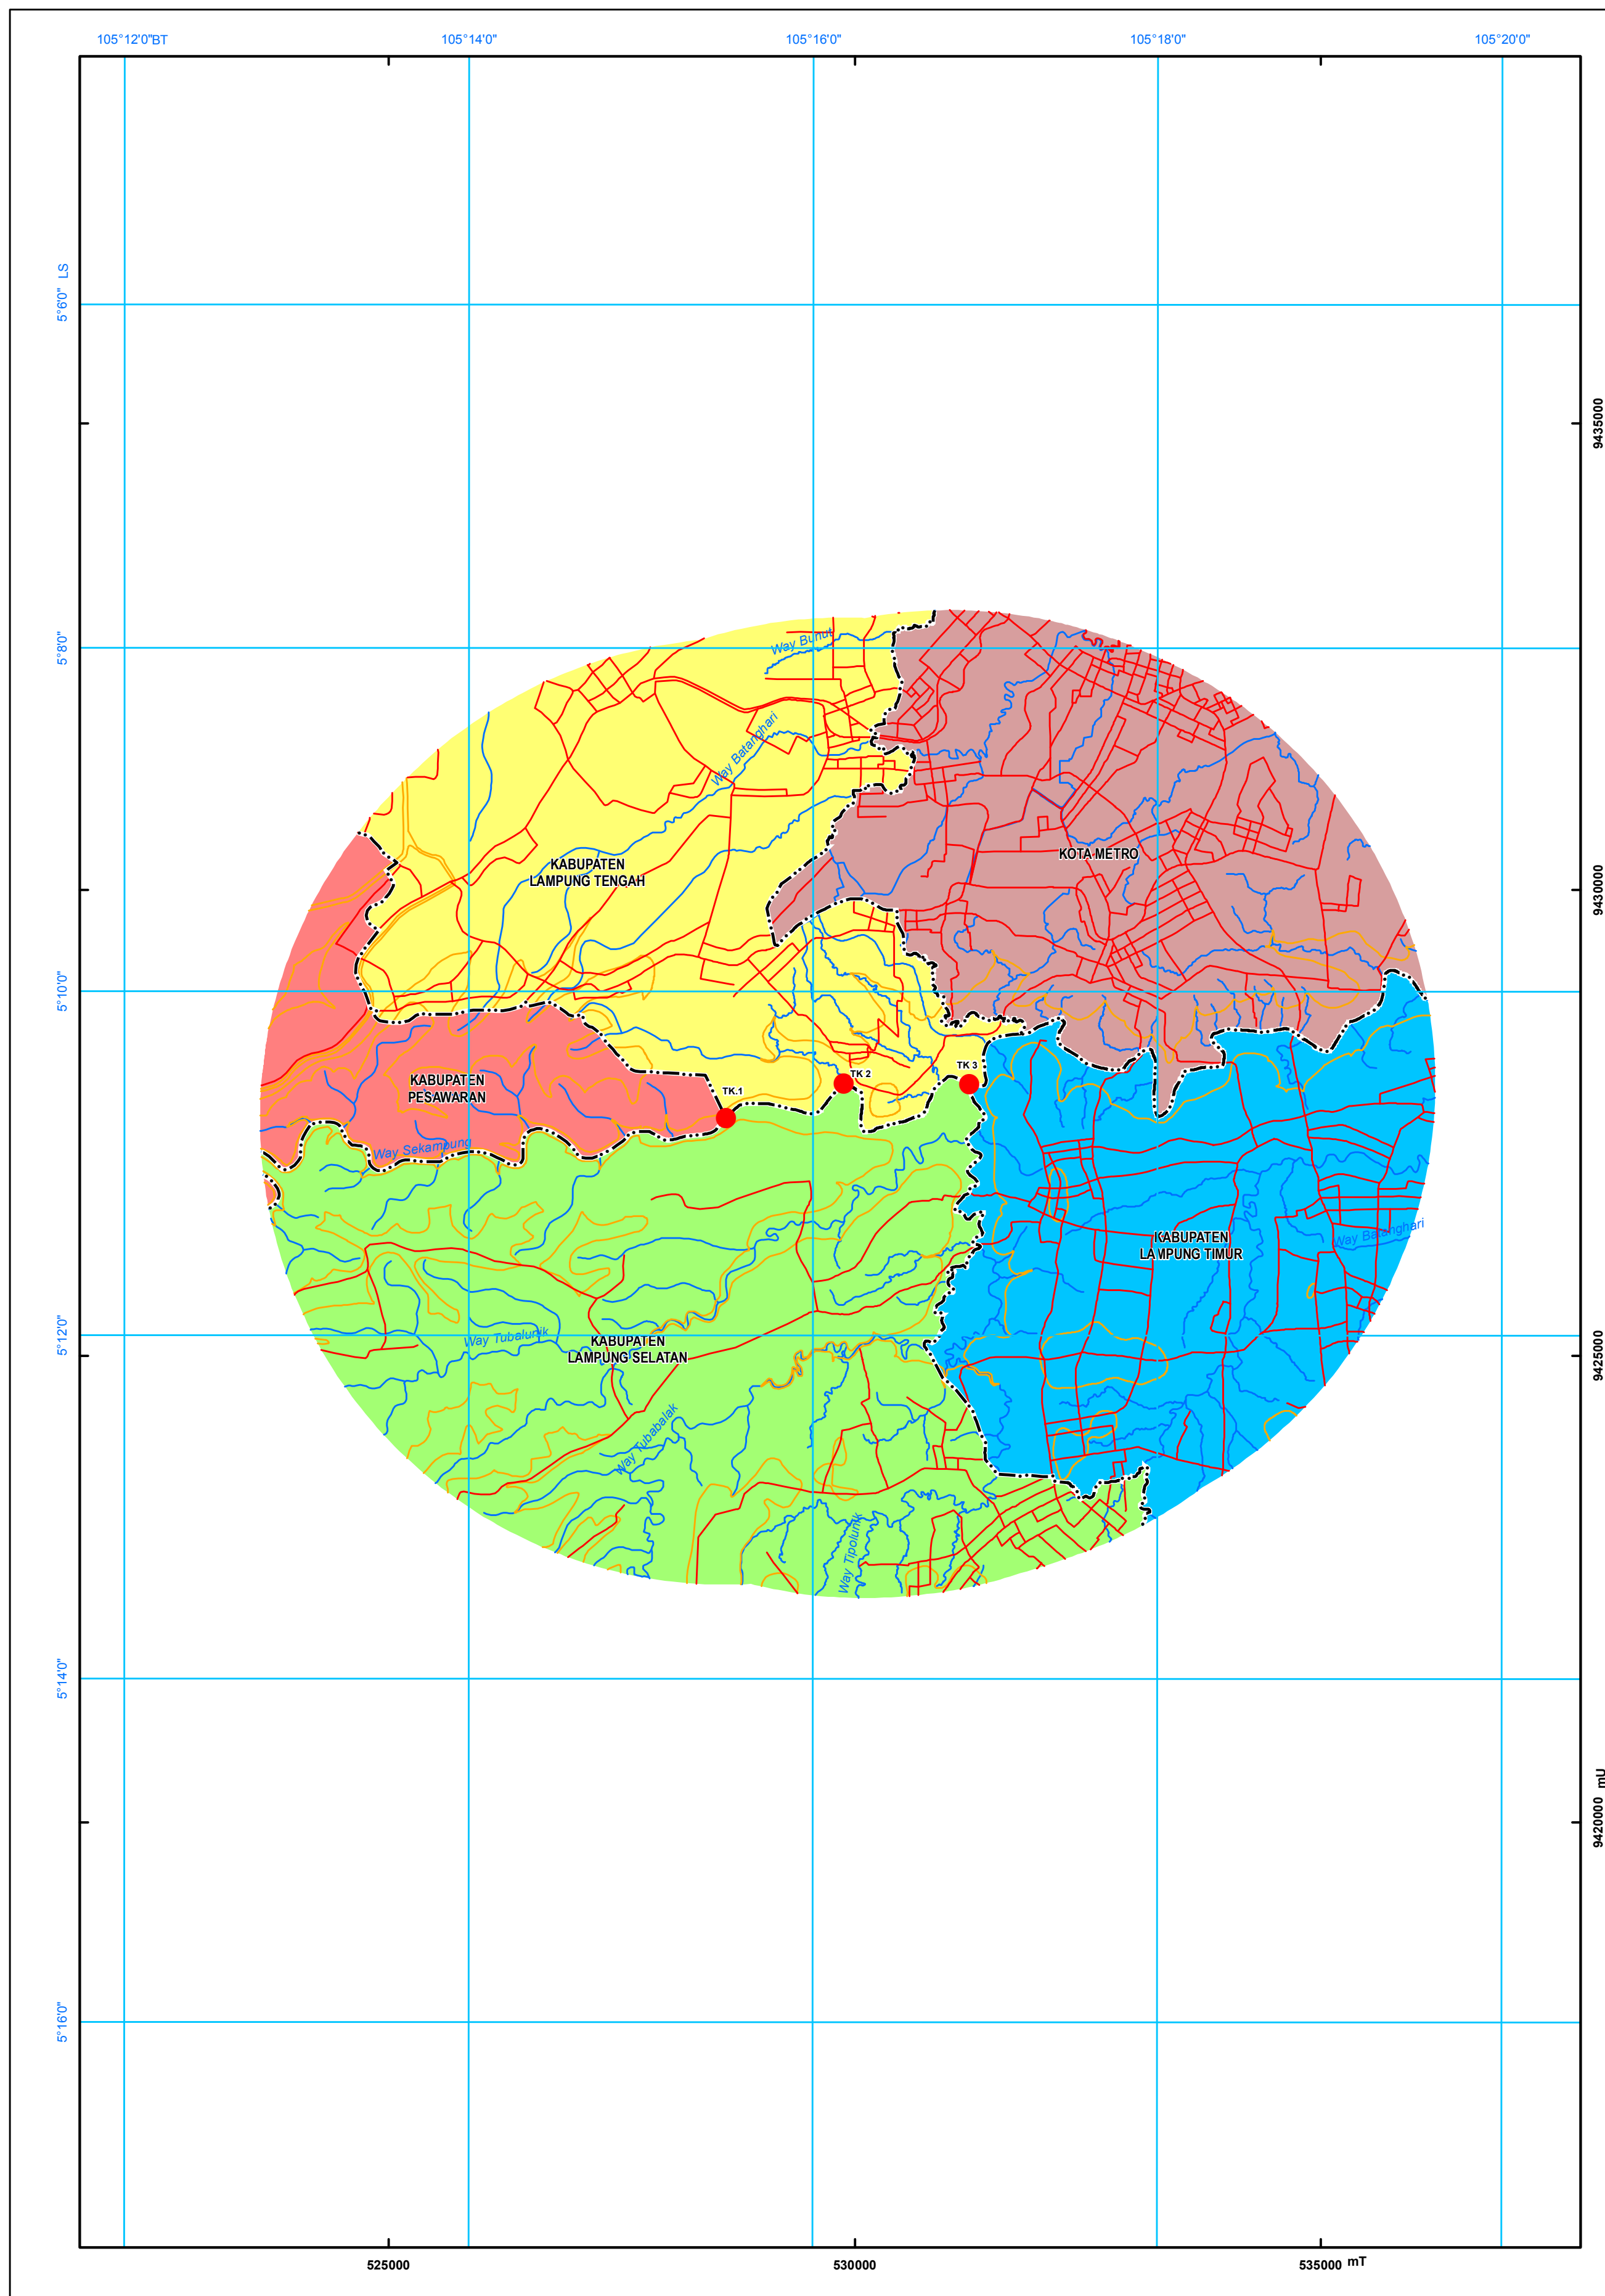 105°12'0"BT
105°14'0"
105°16'0"
105°18'0"
105°20'0"
5°6'0" LS
9435000
Way Bunut
5°8'0"
Way Batanghari
KABUPATEN
LAMPUNG TENGAH
KOTA METRO
9430000
5°10'0"
KABUPATEN
PESAWARAN
TK.1
TK 2
TK 3
Way Sekampung
KABUPATEN
LAMPUNG TIMUR
Way Batanghari
5°12'0"
Way Tubalunik
KABUPATEN
LAMPUNG SELATAN
9425000
Way Tubabalak
Way Tipolunik
5°14'0"
9420000 mU
5°16'0"
525000
530000
535000 mT